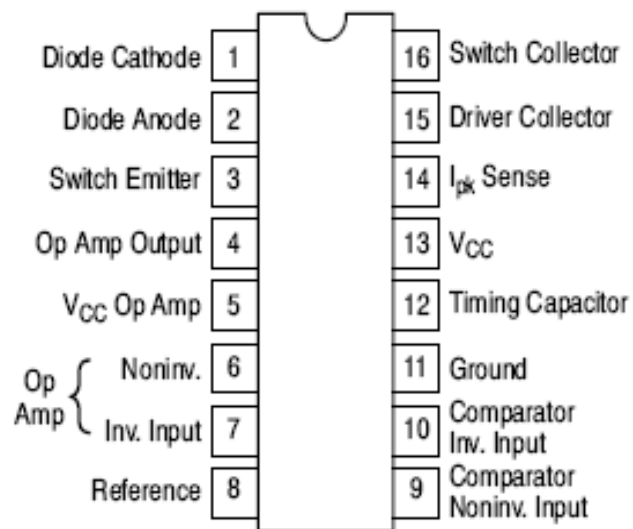 Diode Cathode 1
Diode Anode 2
Switch Emitter 3
Op Amp Output 4
VCC Op Amp 5
Op Amp
Noninv. 6
Inv. Input 7
Reference 8
16 Switch Collector
15 Driver Collector
14 Ipk Sense
13 VCC
12 Timing Capacitor
11 Ground
10 Comparator
Inv. Input
9 Comparator
Noninv. Input